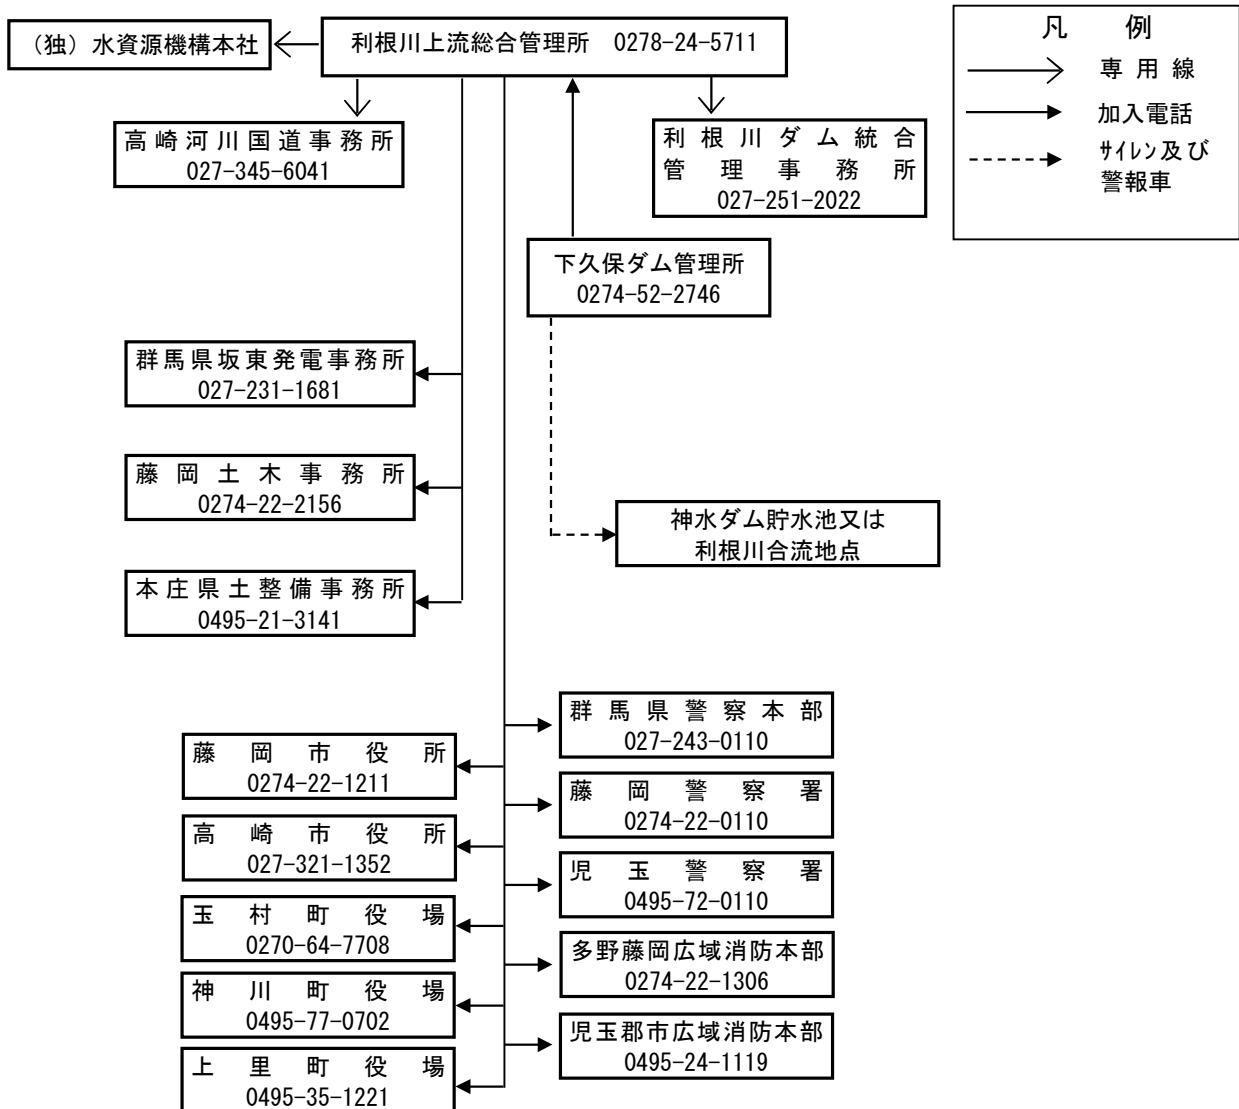 （独）水資源機構本社
利根川上流総合管理所　0278-24-5711
凡　例
専用線
加入電話
ｻｲﾚﾝ及び
警報車
高崎河川国道事務所
027-345-6041
利根川ダム統合
管理事務所
027-251-2022
下久保ダム管理所
0274-52-2746
群馬県坂東発電事務所
027-231-1681
藤岡土木事務所
0274-22-2156
本庄県土整備事務所
0495-21-3141
神水ダム貯水池又は
利根川合流地点
藤岡市役所
0274-22-1211
高崎市役所
027-321-1352
玉村町役場
0270-64-7708
神川町役場
0495-77-0702
上里町役場
0495-35-1221
群馬県警察本部
027-243-0110
藤岡警察署
0274-22-0110
児玉警察署
0495-72-0110
多野藤岡広域消防本部
0274-22-1306
児玉郡市広域消防本部
0495-24-1119